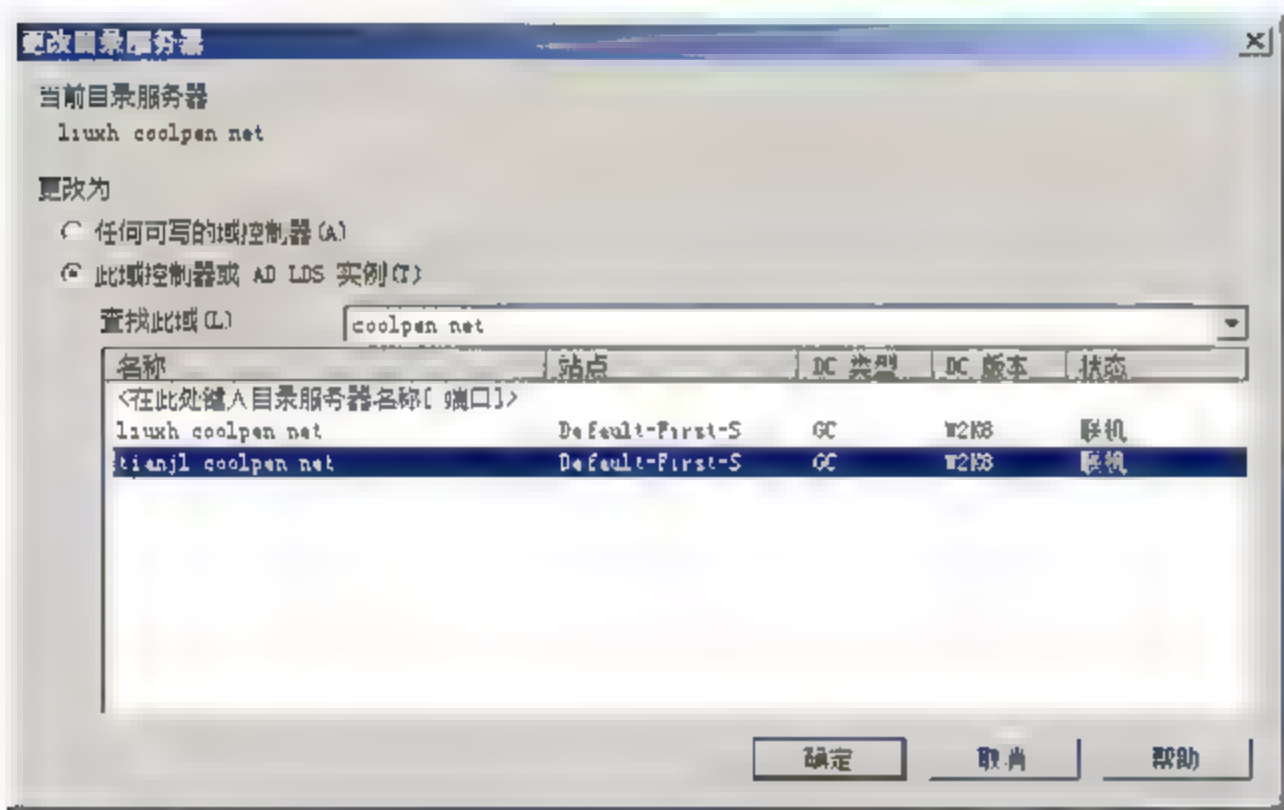 更改目录服务器
当前目录服务器
liuxh coolpen net
更改为
任何可写的域控制器(A)
此域控制器或 AD LDS 实例(T)
查找此域(L) coolpen net
名称 站点 DC 类型 DC 版本 状态
<在此处键入目录服务器名称[ 端口]>
liuxh coolpen net Default-First-S GC W2K8 联机
tianjl coolpen net Default-First-S GC W2K8 联机
确定 取消 帮助